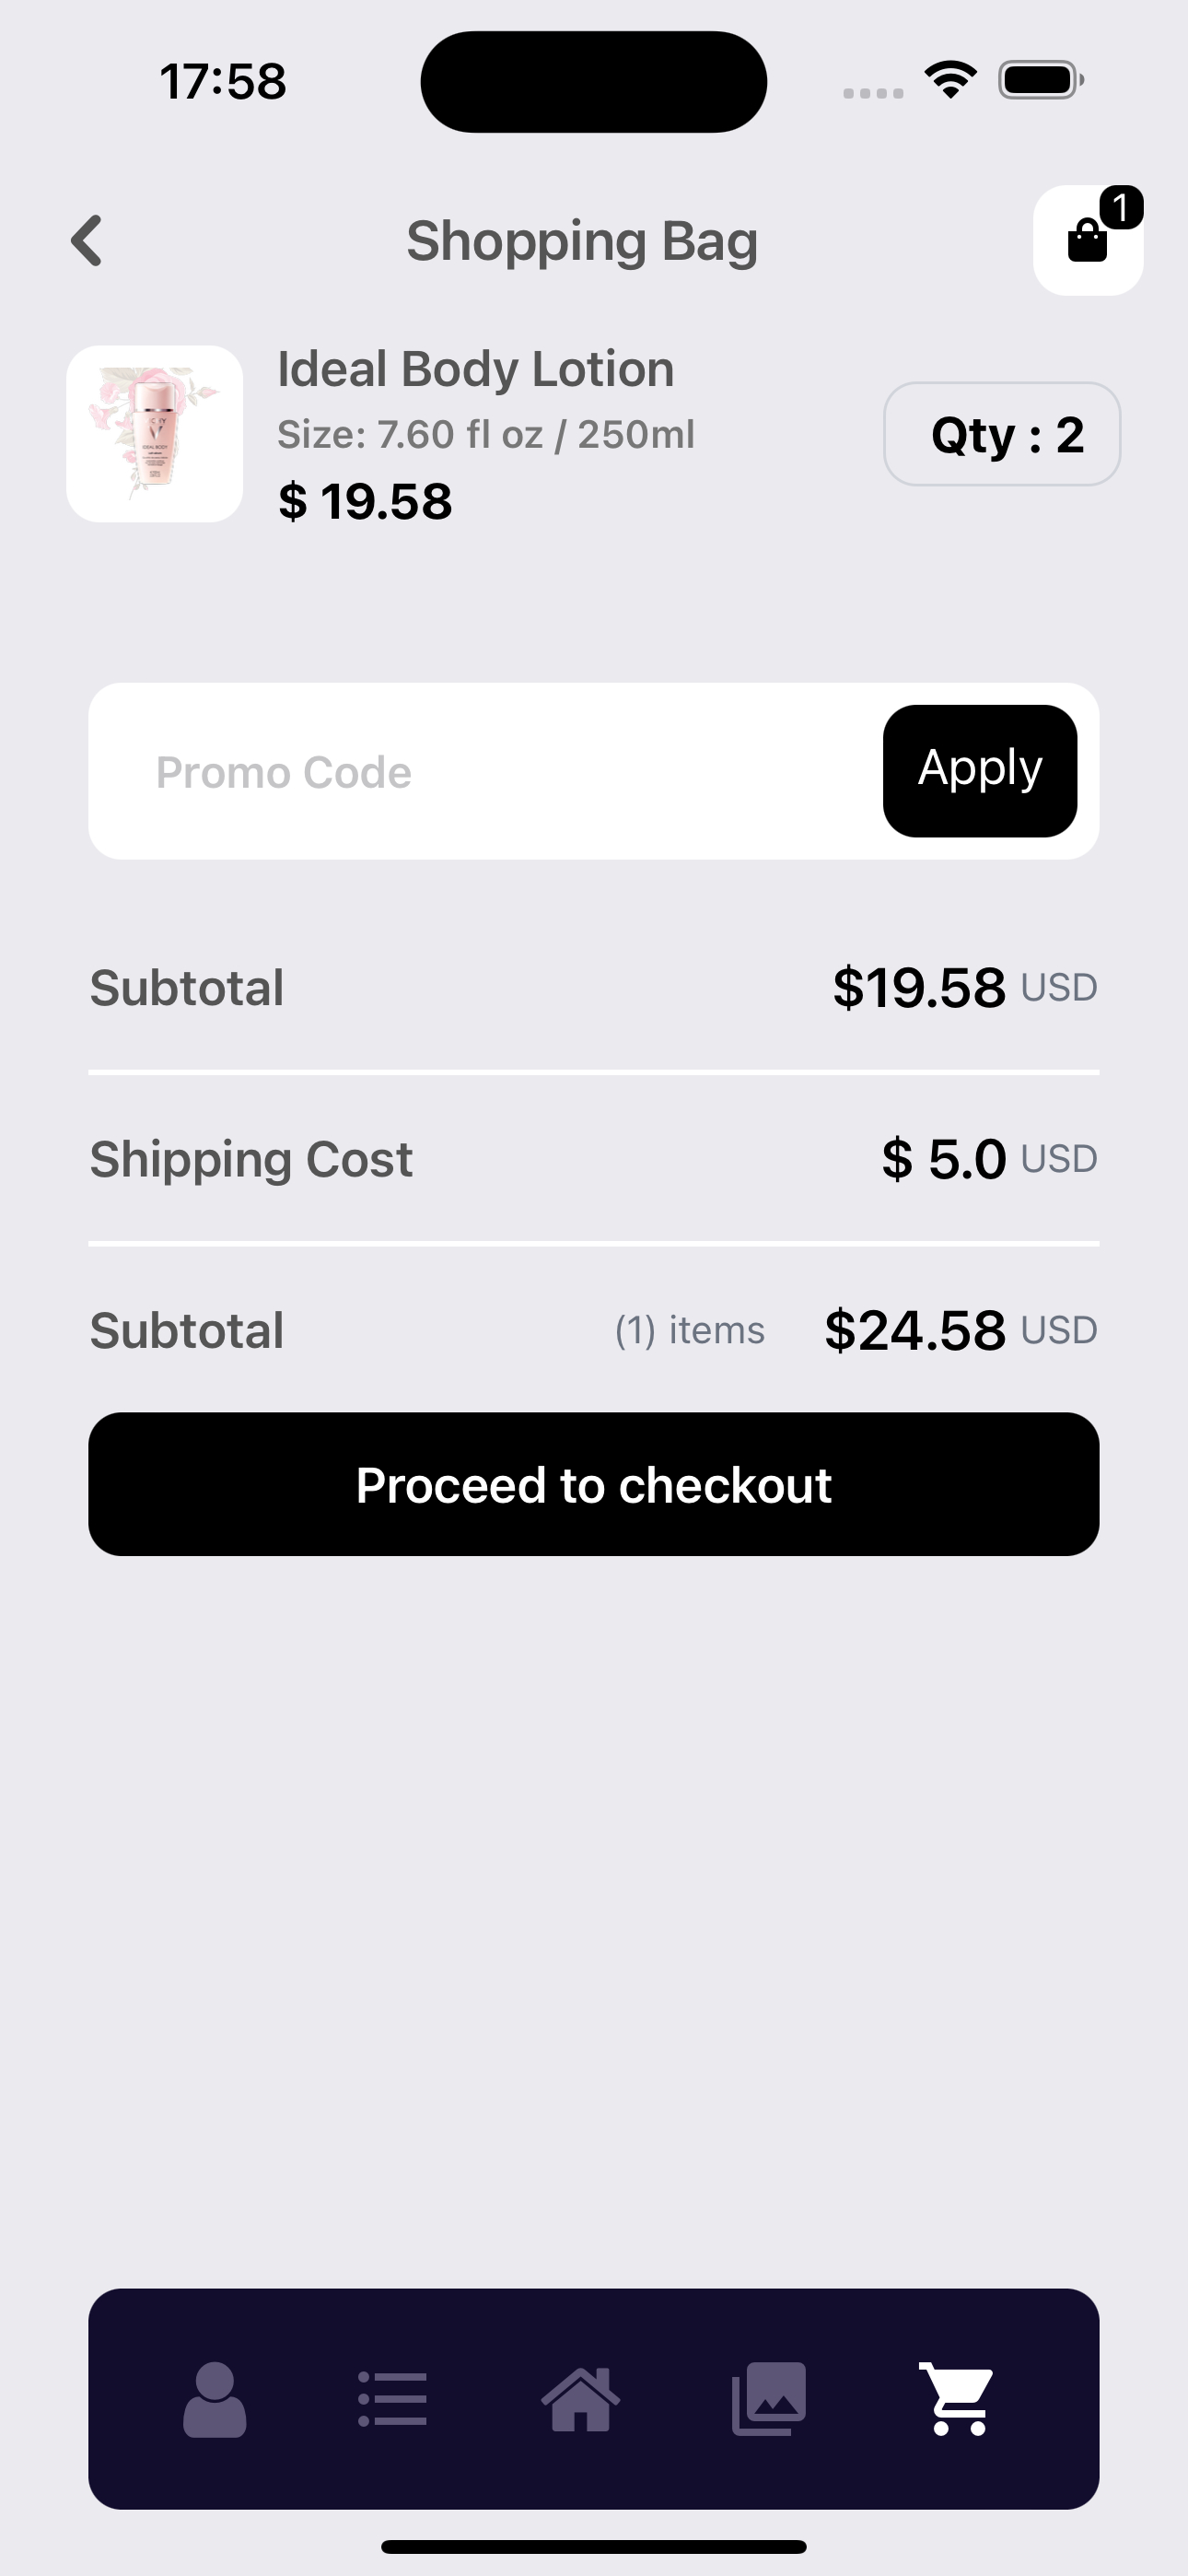 17:58
Shopping Bag
1
Ideal Body Lotion
Size: 7.60 fl oz / 250ml
$ 19.58
Qty : 2
IDEAL BODY
Promo Code
Apply
Subtotal
$19.58 USD
Shipping Cost
$ 5.0 USD
Subtotal
(1) items
$24.58 USD
Proceed to checkout